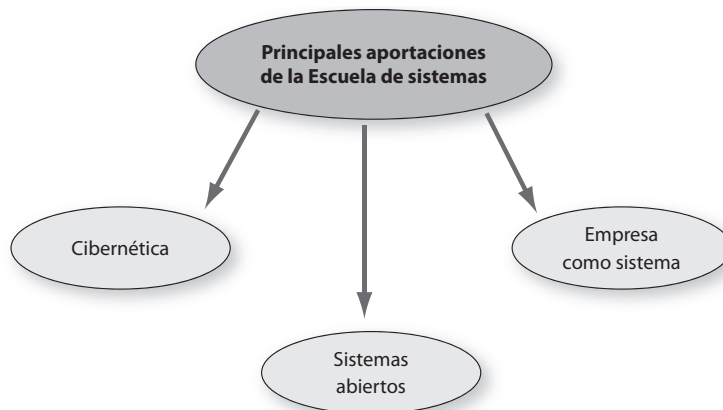 Principales aportaciones
de la Escuela de sistemas
Cibernética
Empresa
como sistema
Sistemas
abiertos